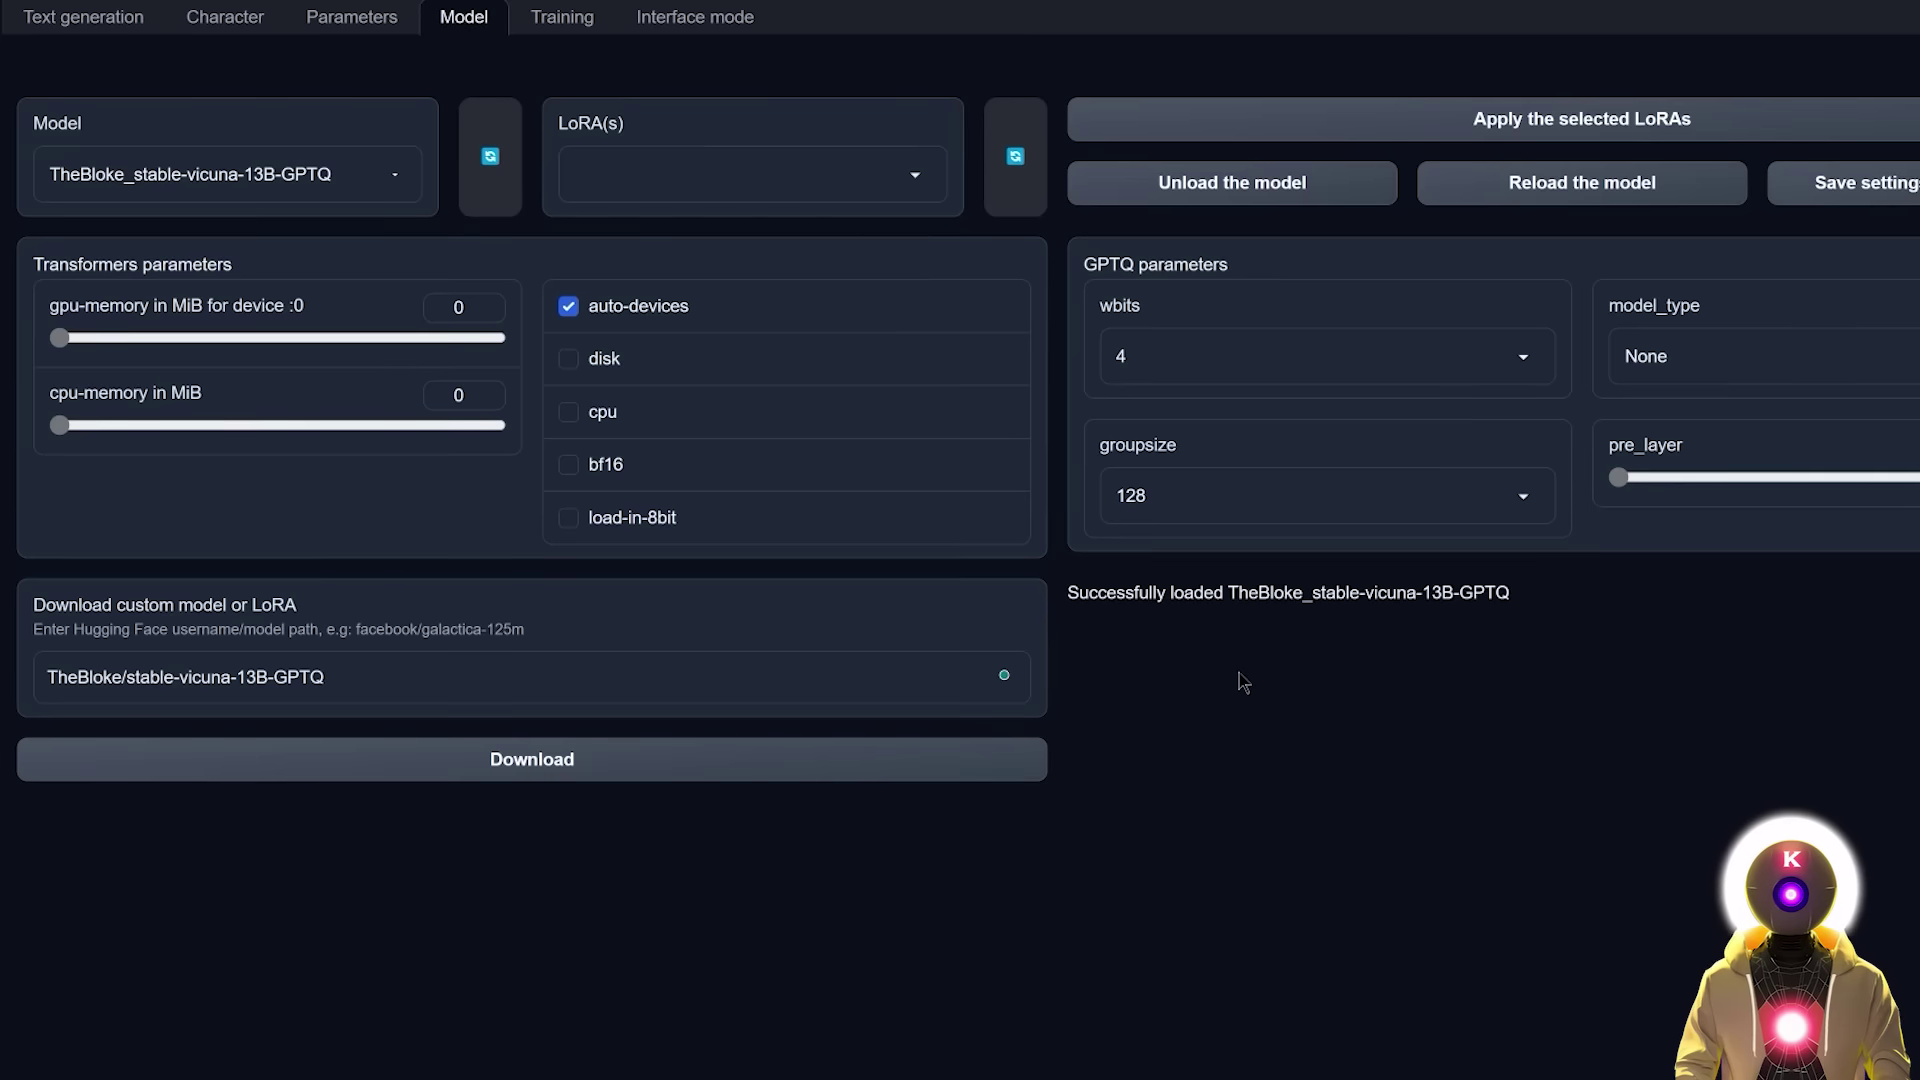 Text generation
Character
Parameters
Model
Training
Interface mode
Model
TheBloke_stable-vicuna-13B-GPTQ
LoRA(s)
Apply the selected LoRAs
Unload the model
Reload the model
Save setting
Transformers parameters
gpu-memory in MiB for device :0
0
cpu-memory in MiB
0
auto-devices
disk
cpu
bf16
load-in-8bit
GPTQ parameters
wbits
4
model_type
None
groupsize
128
pre_layer
Download custom model or LoRA
Enter Hugging Face username/model path, e.g: facebook/galactica-125m
TheBloke/stable-vicuna-13B-GPTQ
Download
Successfully loaded TheBloke_stable-vicuna-13B-GPTQ
K